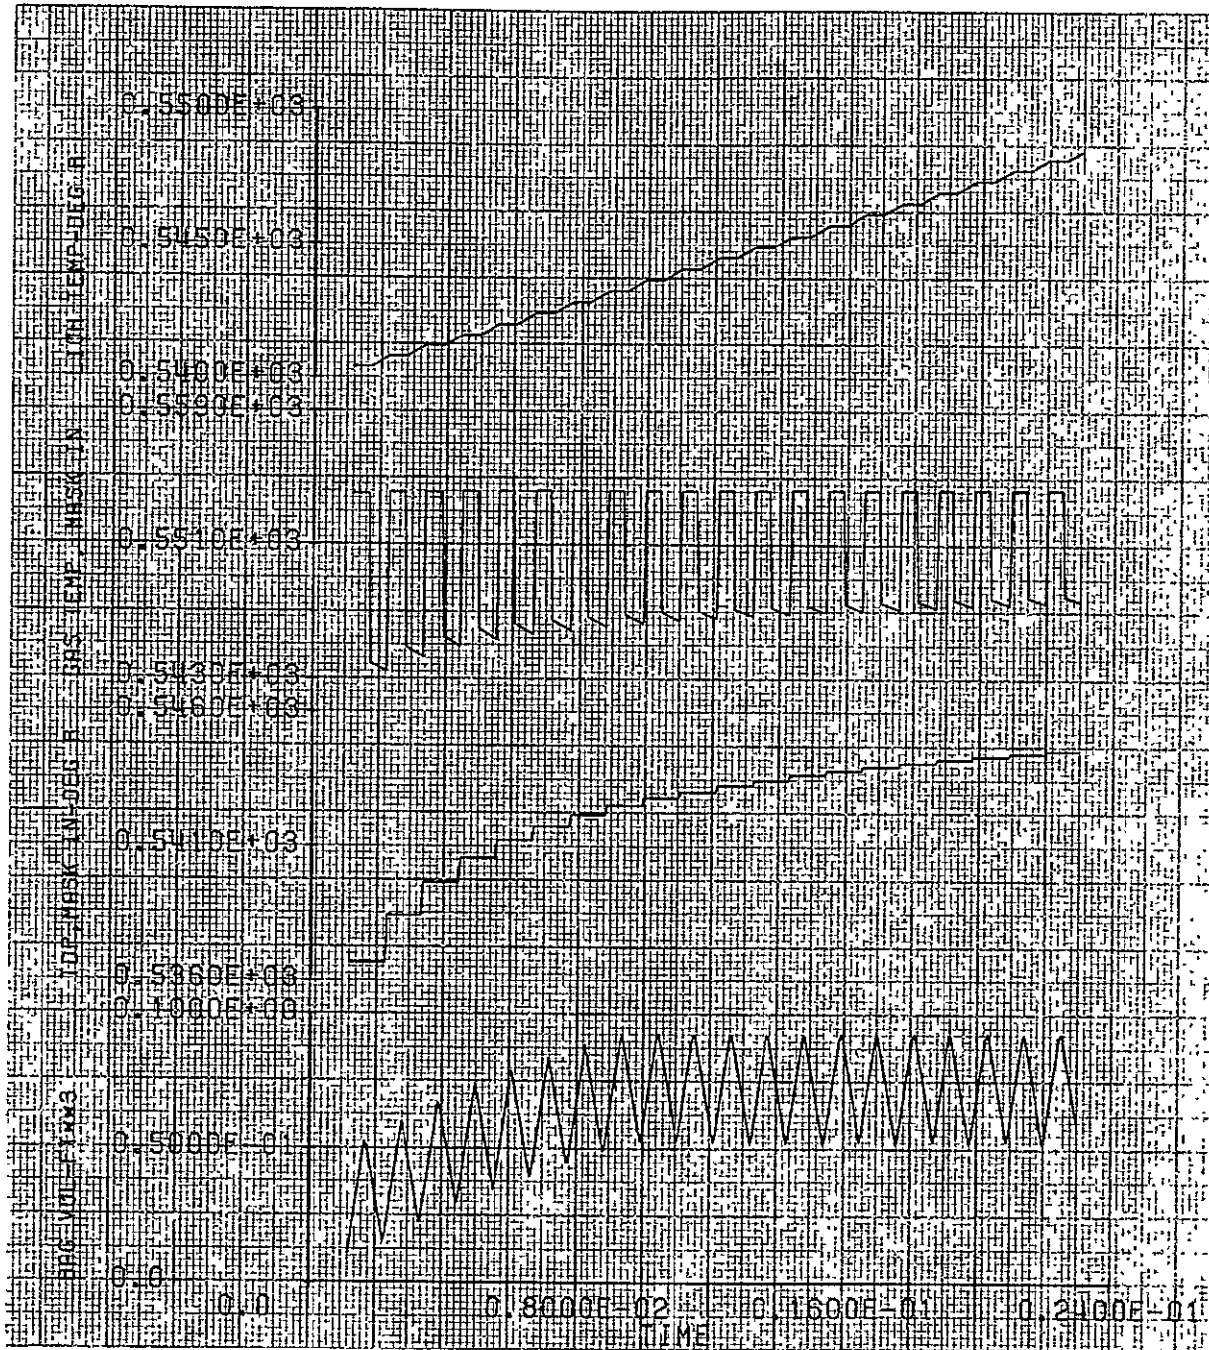 0.5500E+03
0.5450E+03
0.5400E+03
LIOH TEMP-DEG R
0.5590E+03
0.5510E+03
0.5430E+03
GAS TEMP, MASK IN
0.5460E+03
0.5410E+03
0.5360E+03
TDP, MASK IN-DEG R
0.1000E+00
0.5000E-01
0.0
BAG VOL-FT**3
0.0 0.8000E-02 0.1600E-01 0.2400E-01
TIME